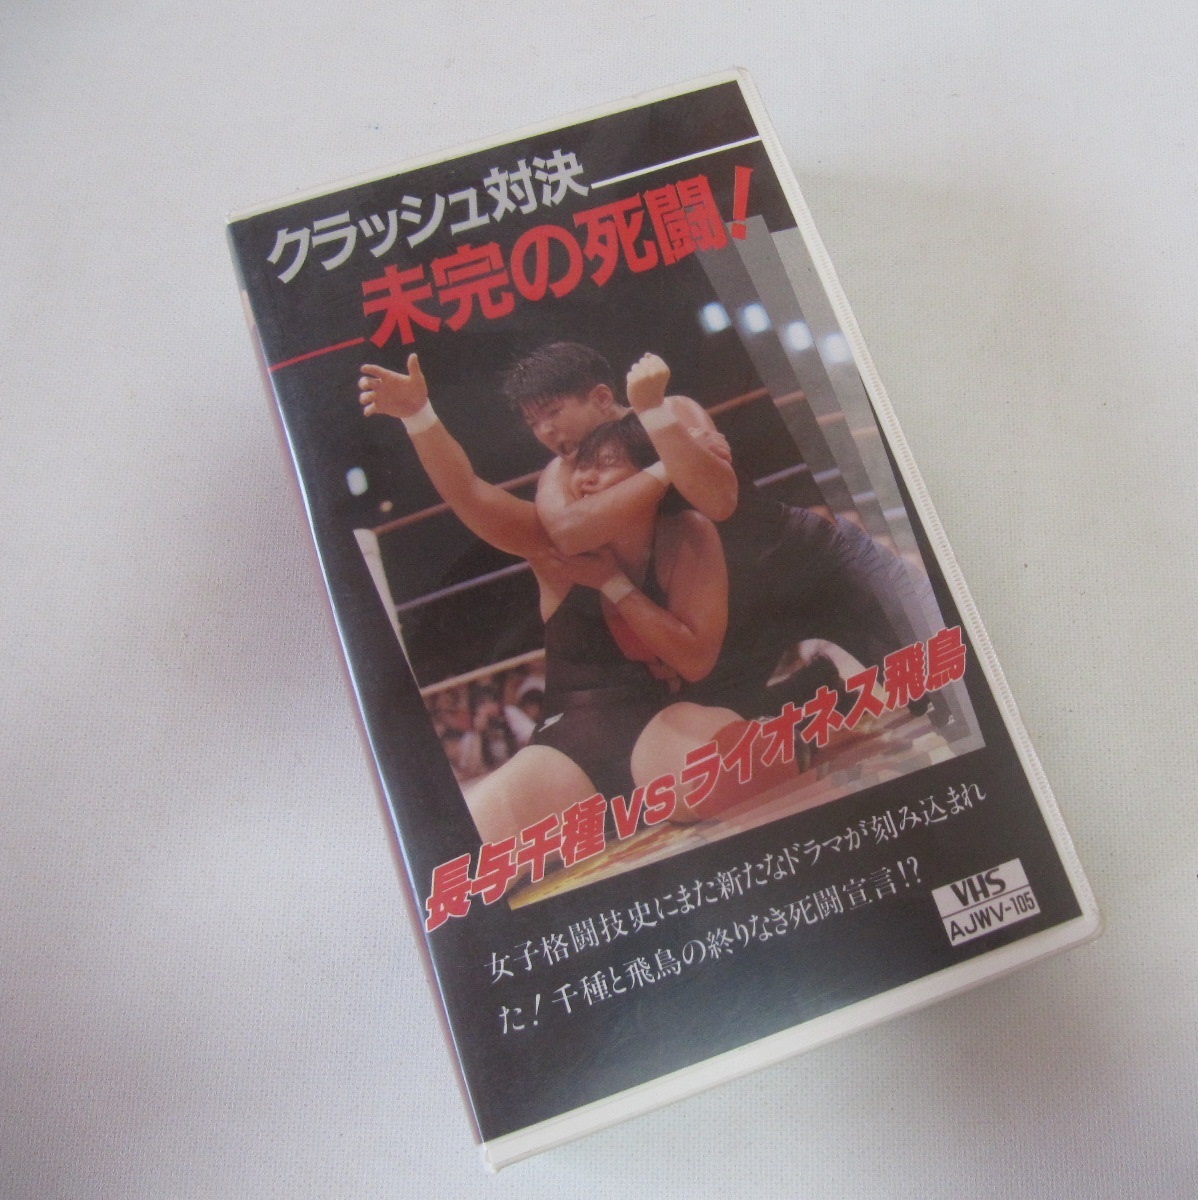 クラッシュ対決
未完の死闘!
長与千種VSライオネス飛鳥
女子格闘技史にまた新たなドラマが刻み込まれ
た!千種と飛鳥の終りなき死闘宣言!?
VHS
AJWV-105